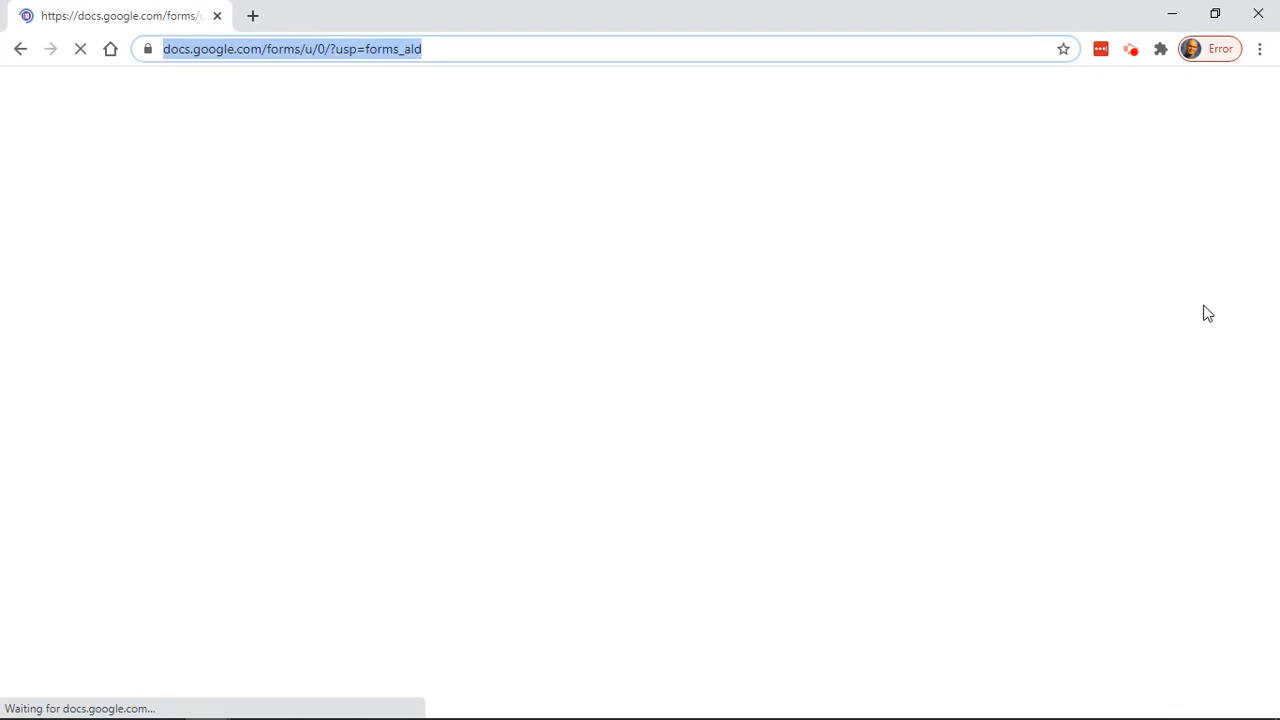 https://docs.google.com/forms/
docs.google.com/forms/u/0/?usp=forms_ald
Error
Waiting for docs.google.com...